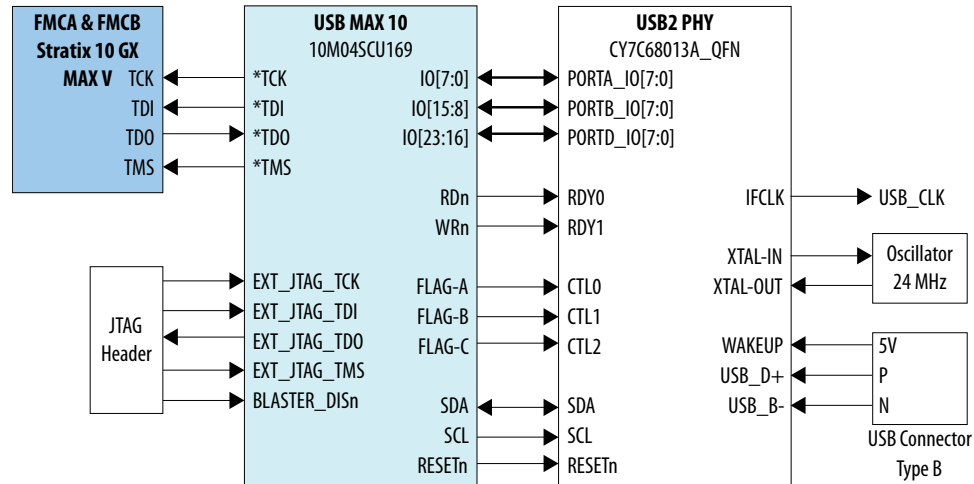 FMCA & FMCB
Stratix 10 GX
MAX V
TCK
TDI
TDO
TMS
USB MAX 10
10M04SCU169
*TCK
*TDI
*TDO
*TMS
IO[7:0]
IO[15:8]
IO[23:16]
RDn
WRn
FLAG-A
FLAG-B
FLAG-C
SDA
SCL
RESETn
JTAG
Header
EXT_JTAG_TCK
EXT_JTAG_TDI
EXT_JTAG_TDO
EXT_JTAG_TMS
BLASTER_DISn
USB2 PHY
CY7C68013A_QFN
PORTA_IO[7:0]
PORTB_IO[7:0]
PORTD_IO[7:0]
RDY0
RDY1
CTL0
CTL1
CTL2
SDA
SCL
RESETn
IFCLK
USB_CLK
XTAL-IN
XTAL-OUT
Oscillator
24 MHz
WAKEUP
USB_D+
USB_B-
5V
P
N
USB Connector
Type B